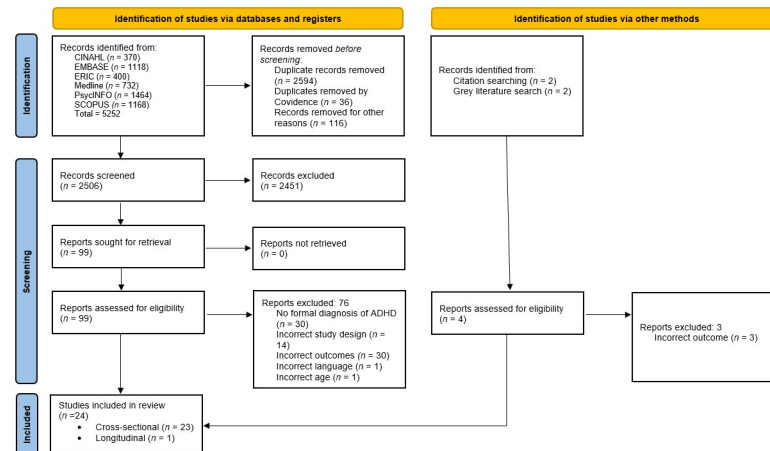 Identification of studies via databases and registers
Identification of studies via other methods
Identification
Records identified from:
CINAHL (n = 370)
EMBASE (n = 1118)
ERIC (n = 400)
Medline (n = 732)
PsycINFO (n = 1464)
SCOPUS (n = 1168)
Total = 5252
Records removed before
screening:
Duplicate records removed
(n = 2594)
Duplicates removed by
Covidence (n = 36)
Records removed for other
reasons (n = 116)
Records identified from:
Citation searching (n = 2)
Grey literature search (n = 2)
Screening
Records screened
(n = 2506)
Records excluded
(n = 2451)
Reports sought for retrieval
(n = 99)
Reports not retrieved
(n = 0)
Reports assessed for eligibility
(n = 99)
Reports excluded: 76
No formal diagnosis of ADHD
(n = 30)
Incorrect study design (n =
14)
Incorrect outcomes (n = 30)
Incorrect language (n = 1)
Incorrect age (n = 1)
Reports assessed for eligibility
(n = 4)
Reports excluded: 3
Incorrect outcome (n = 3)
Included
Studies included in review
(n =24)
• Cross-sectional (n = 23)
• Longitudinal (n = 1)